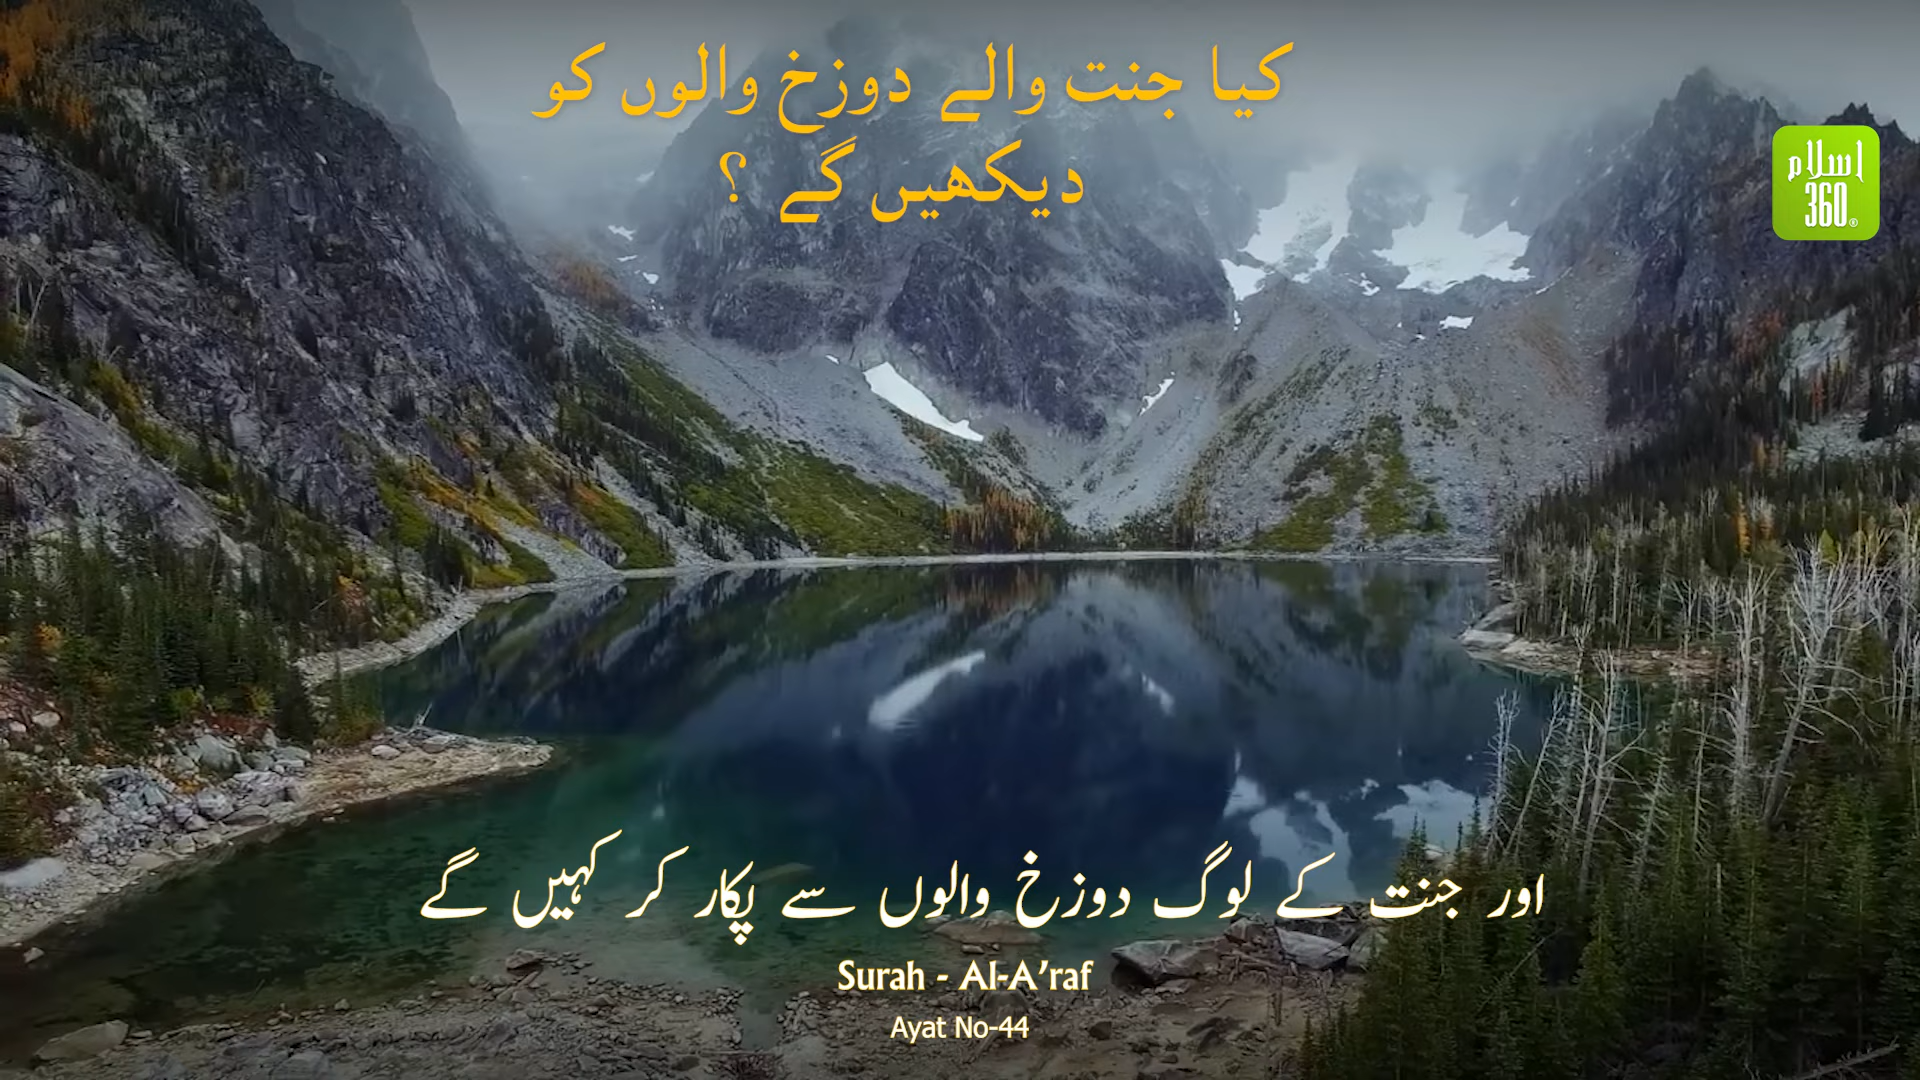 کیا جنت والے دوزخ والوں کو
دیکھیں گے ؟
اسلام
360®
اور جنت کے لوگ دوزخ والوں سے پکار کر کہیں گے
Surah - Al-A’raf
Ayat No-44